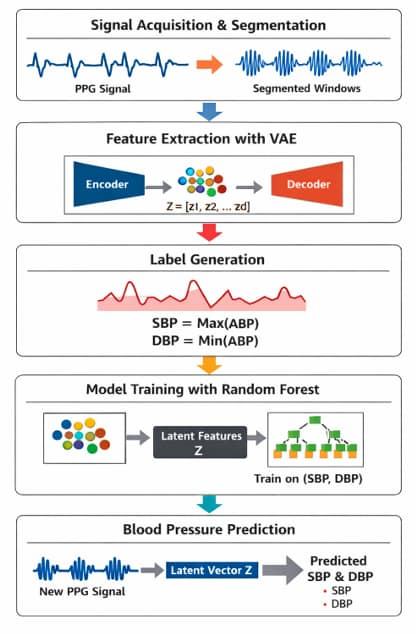 Signal Acquisition & Segmentation
PPG Signal
Segmented Windows
Feature Extraction with VAE
Encoder
Decoder
Z = [z1, z2, ... zd]
Label Generation
SBP = Max(ABP)
DBP = Min(ABP)
Model Training with Random Forest
Latent Features
Z
Train on (SBP, DBP)
Blood Pressure Prediction
New PPG Signal
Latent Vector Z
Predicted
SBP & DBP
• SBP
• DBP